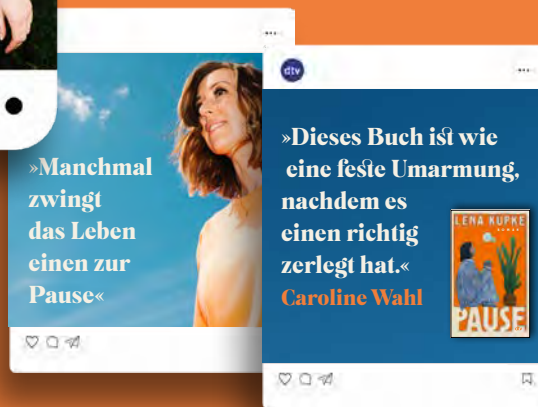 »Manchmal
zwingt
das Leben
einen zur
Pause«
dtv
»Dieses Buch ist wie
eine feste Umarmung,
nachdem es
einen richtig
zerlegt hat.«
Caroline Wahl
LENA KUPKE
ROMAN
PAUSE